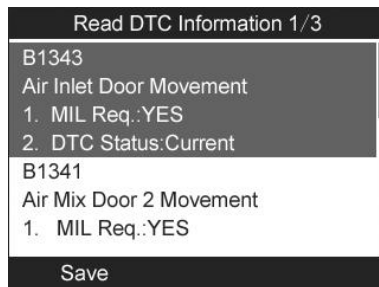 Read DTC Information 1/3
B1343
Air Inlet Door Movement
1. MIL Req.:YES
2. DTC Status:Current
B1341
Air Mix Door 2 Movement
1. MIL Req.:YES
Save